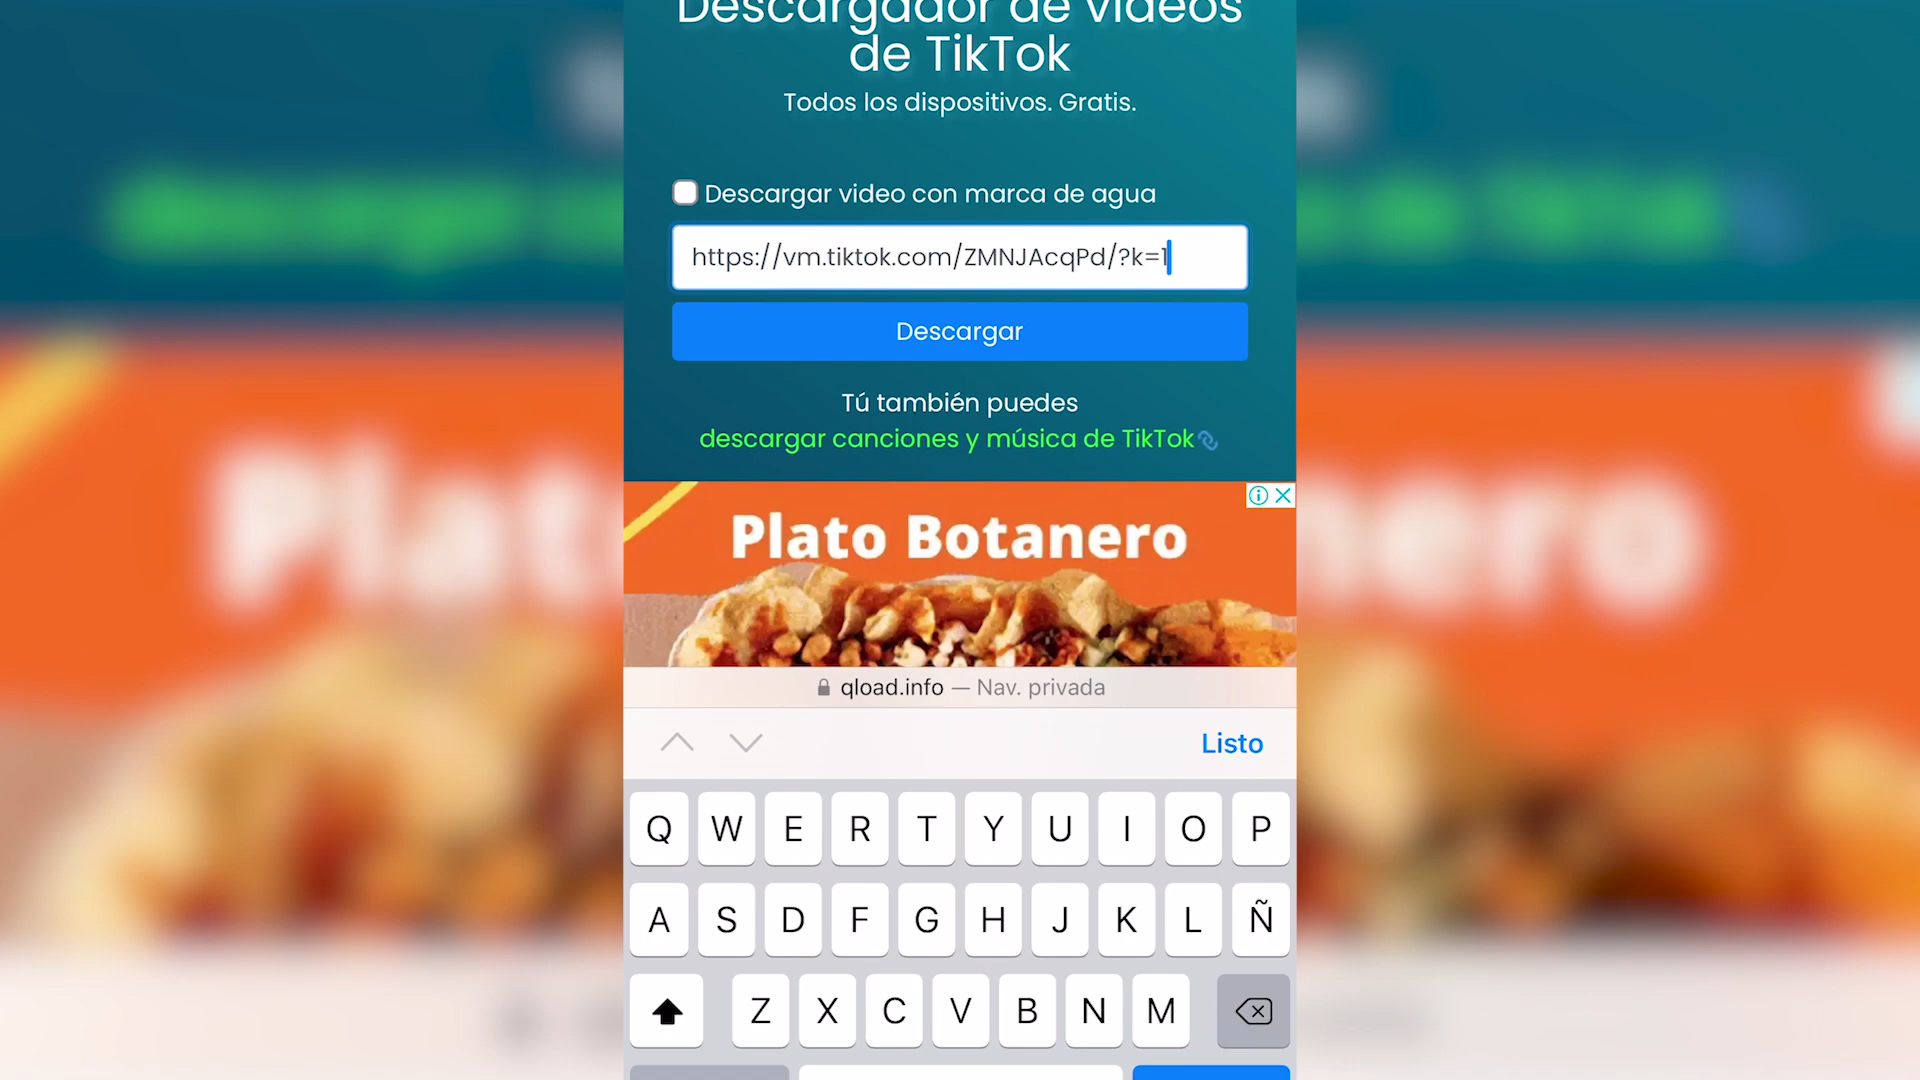 Descargador de videos
de TikTok
Todos los dispositivos. Gratis.
Descargar video con marca de agua
https://vm.tiktok.com/ZMNJAcqPd/?k=1
Descargar
Tú también puedes
descargar canciones y música de TikTok
Plato Botanero
qload.info — Nav. privada
Listo
Q W E R T Y U I O P
A S D F G H J K L Ñ
Z X C V B N M